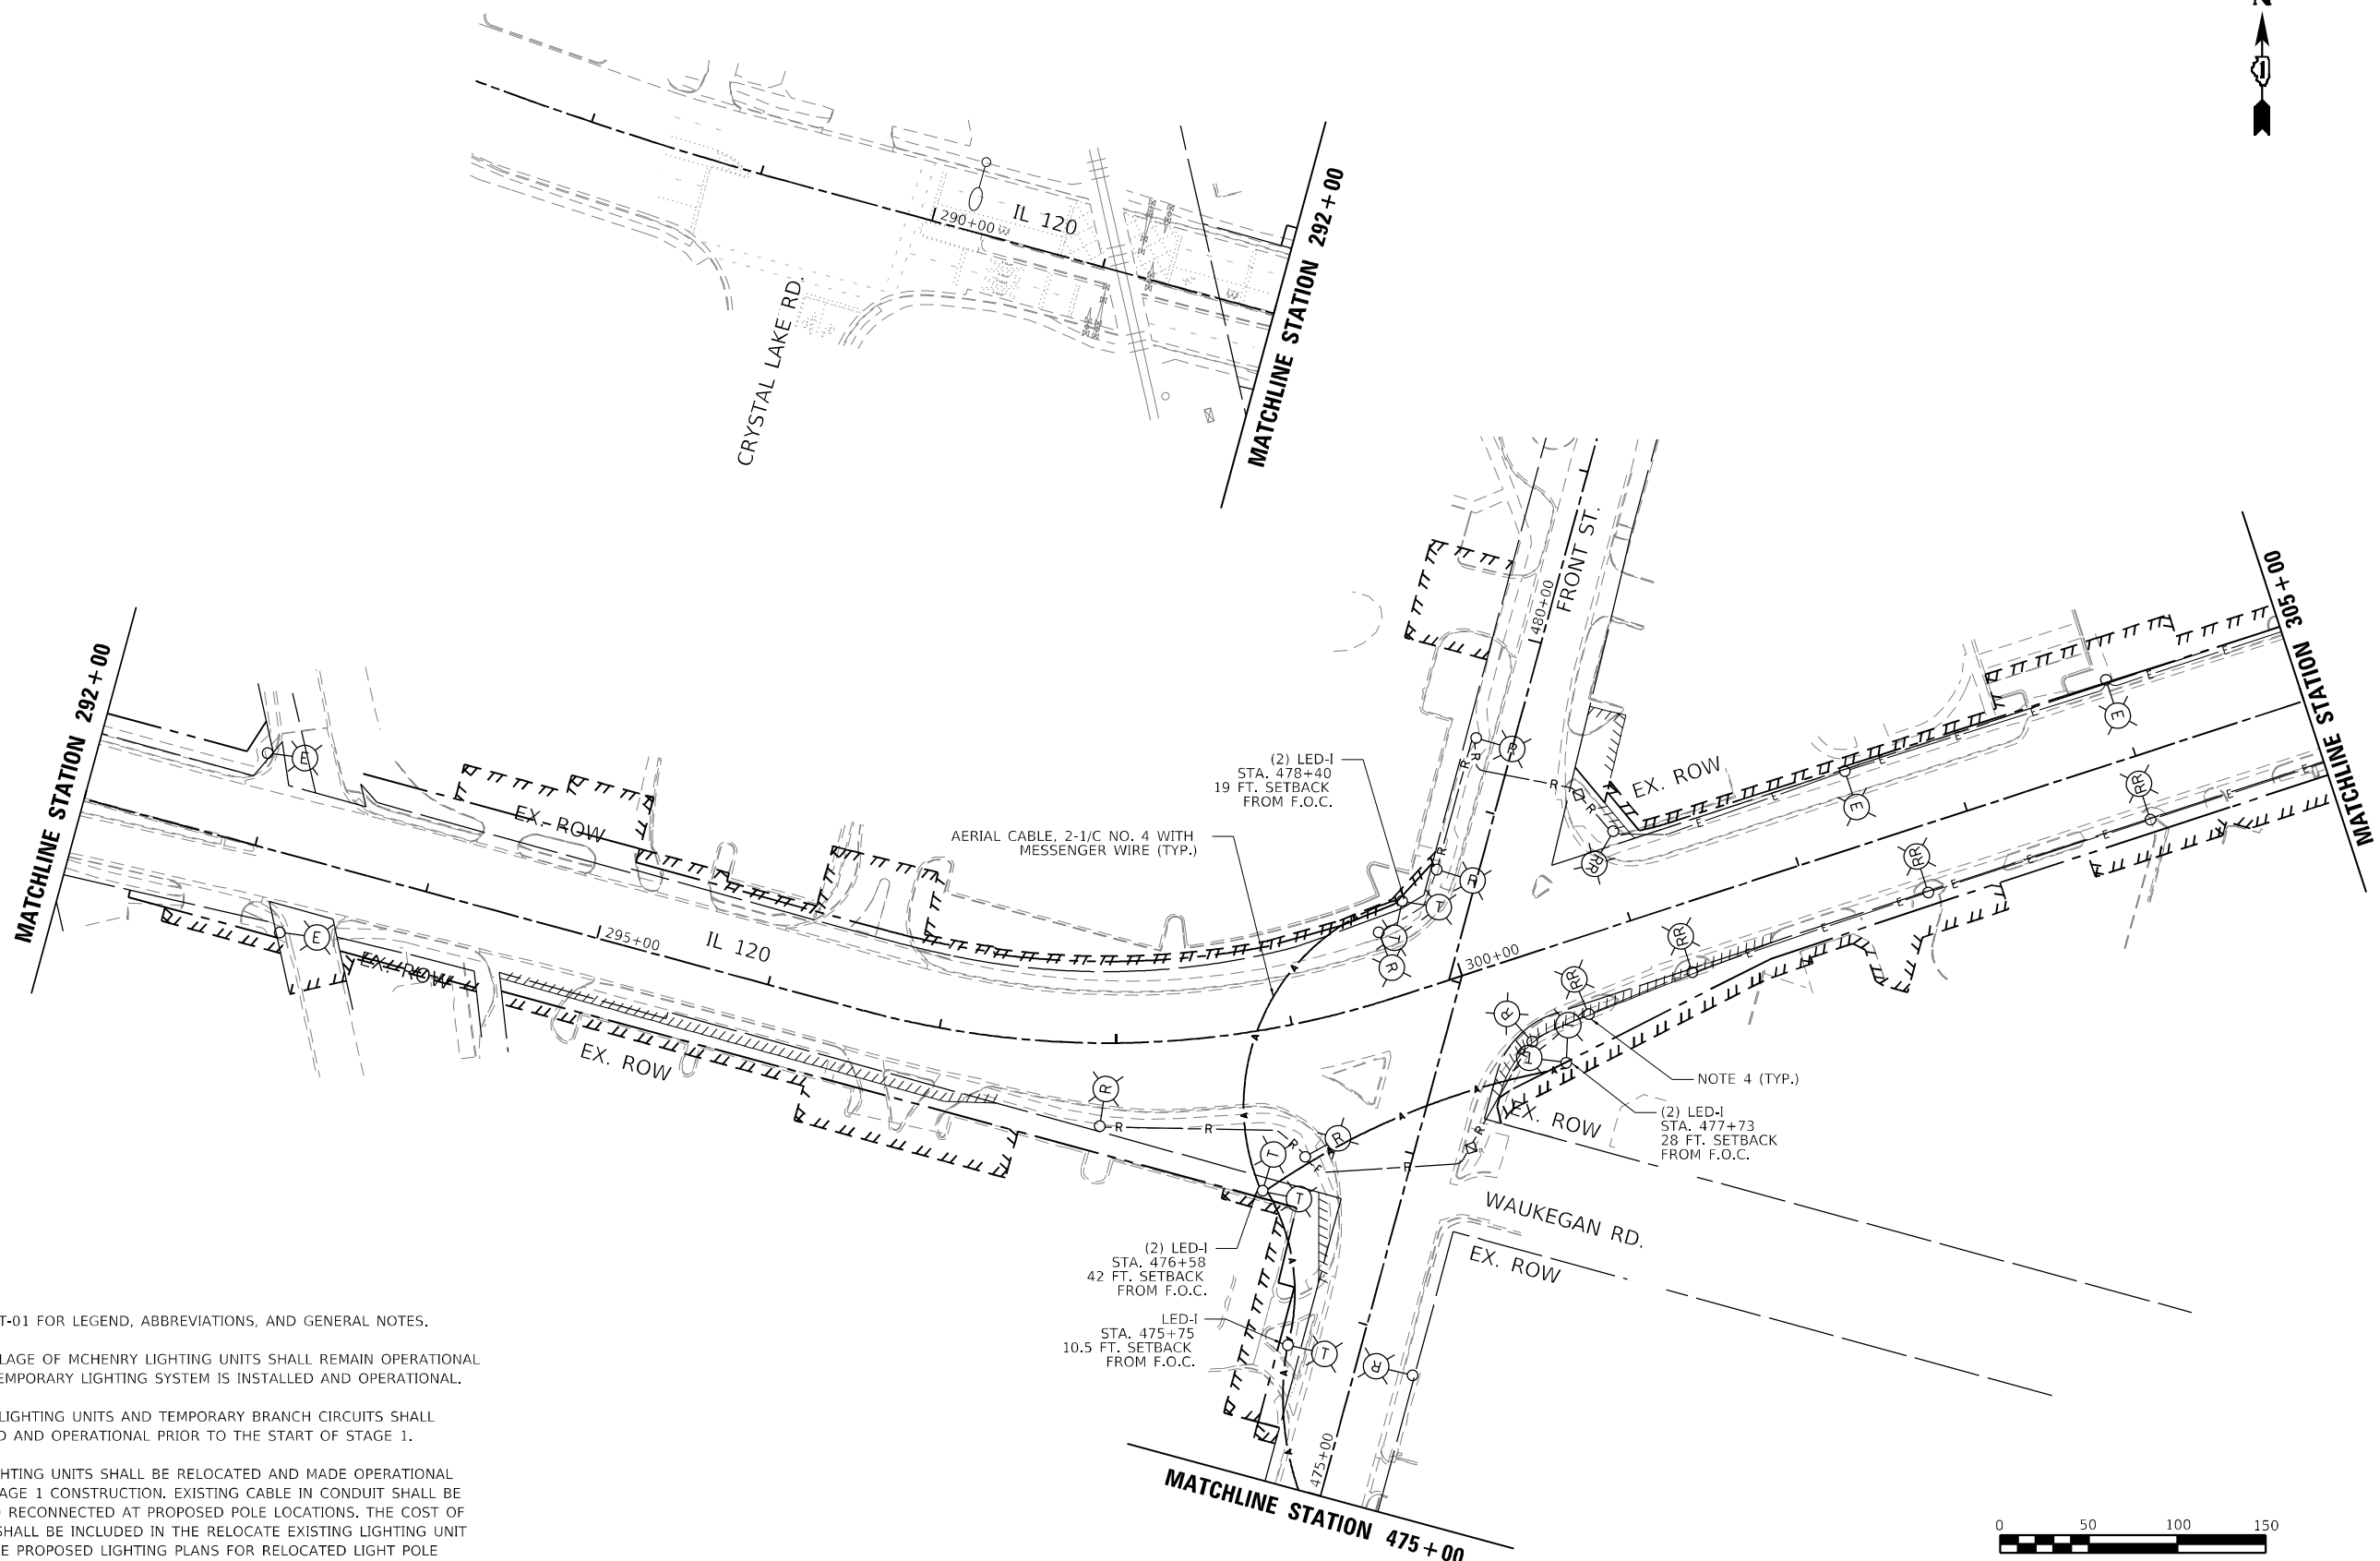 N
IL 120
290+00
CRYSTAL LAKE RD.
MATCHLINE STATION 292+00
MATCHLINE STATION 292+00
FRONT ST.
480+00
MATCHLINE STATION 305+00
(2) LED-I
STA. 478+40
19 FT. SETBACK
FROM F.O.C.
AERIAL CABLE, 2-1/C NO. 4 WITH
MESSENGER WIRE (TYP.)
EX. ROW
EX. ROW
EX. ROW
EX. ROW
295+00
IL 120
300+00
NOTE 4 (TYP.)
(2) LED-I
STA. 477+73
28 FT. SETBACK
FROM F.O.C.
EX. ROW
WAUKEGAN RD.
EX. ROW
(2) LED-I
STA. 476+58
42 FT. SETBACK
FROM F.O.C.
LED-I
STA. 475+75
10.5 FT. SETBACK
FROM F.O.C.
475+00
MATCHLINE STATION 475+00
T-01 FOR LEGEND, ABBREVIATIONS, AND GENERAL NOTES.
LAGE OF MCHENRY LIGHTING UNITS SHALL REMAIN OPERATIONAL
EMPORARY LIGHTING SYSTEM IS INSTALLED AND OPERATIONAL.
LIGHTING UNITS AND TEMPORARY BRANCH CIRCUITS SHALL
D AND OPERATIONAL PRIOR TO THE START OF STAGE 1.
HTING UNITS SHALL BE RELOCATED AND MADE OPERATIONAL
AGE 1 CONSTRUCTION. EXISTING CABLE IN CONDUIT SHALL BE
RECONNECTED AT PROPOSED POLE LOCATIONS. THE COST OF
SHALL BE INCLUDED IN THE RELOCATE EXISTING LIGHTING UNIT
E PROPOSED LIGHTING PLANS FOR RELOCATED LIGHT POLE
0 50 100 150